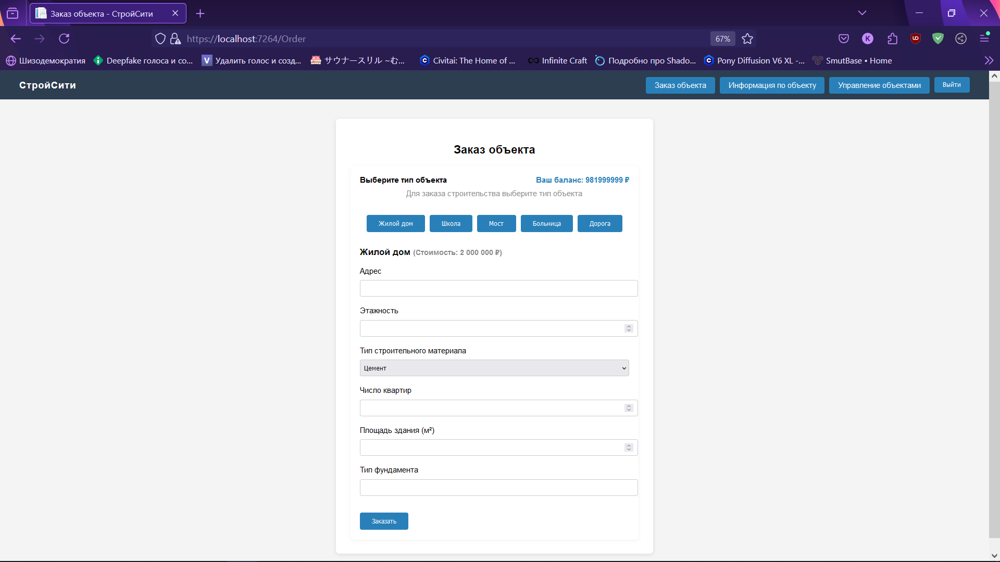 Заказ объекта - СтройСити
https://localhost:7264/Order
67%
K
Шизодемократия
Deepfake голоса и со...
V
Удалить голос и созд...
サウナースリル ~む...
Civitai: The Home of ...
Infinite Craft
Подробно про Shado...
Pony Diffusion V6 XL -...
SmutBase • Home
СтройСити
Заказ объекта
Информация по объекту
Управление объектами
Выйти
Заказ объекта
Выберите тип объекта
Ваш баланс: 981999999 ₽
Для заказа строительства выберите тип объекта
Жилой дом
Школа
Мост
Больница
Дорога
Жилой дом (Стоимость: 2 000 000 ₽)
Адрес
Этажность
Тип строительного материала
Цемент
Число квартир
Площадь здания (м²)
Тип фундамента
Заказать